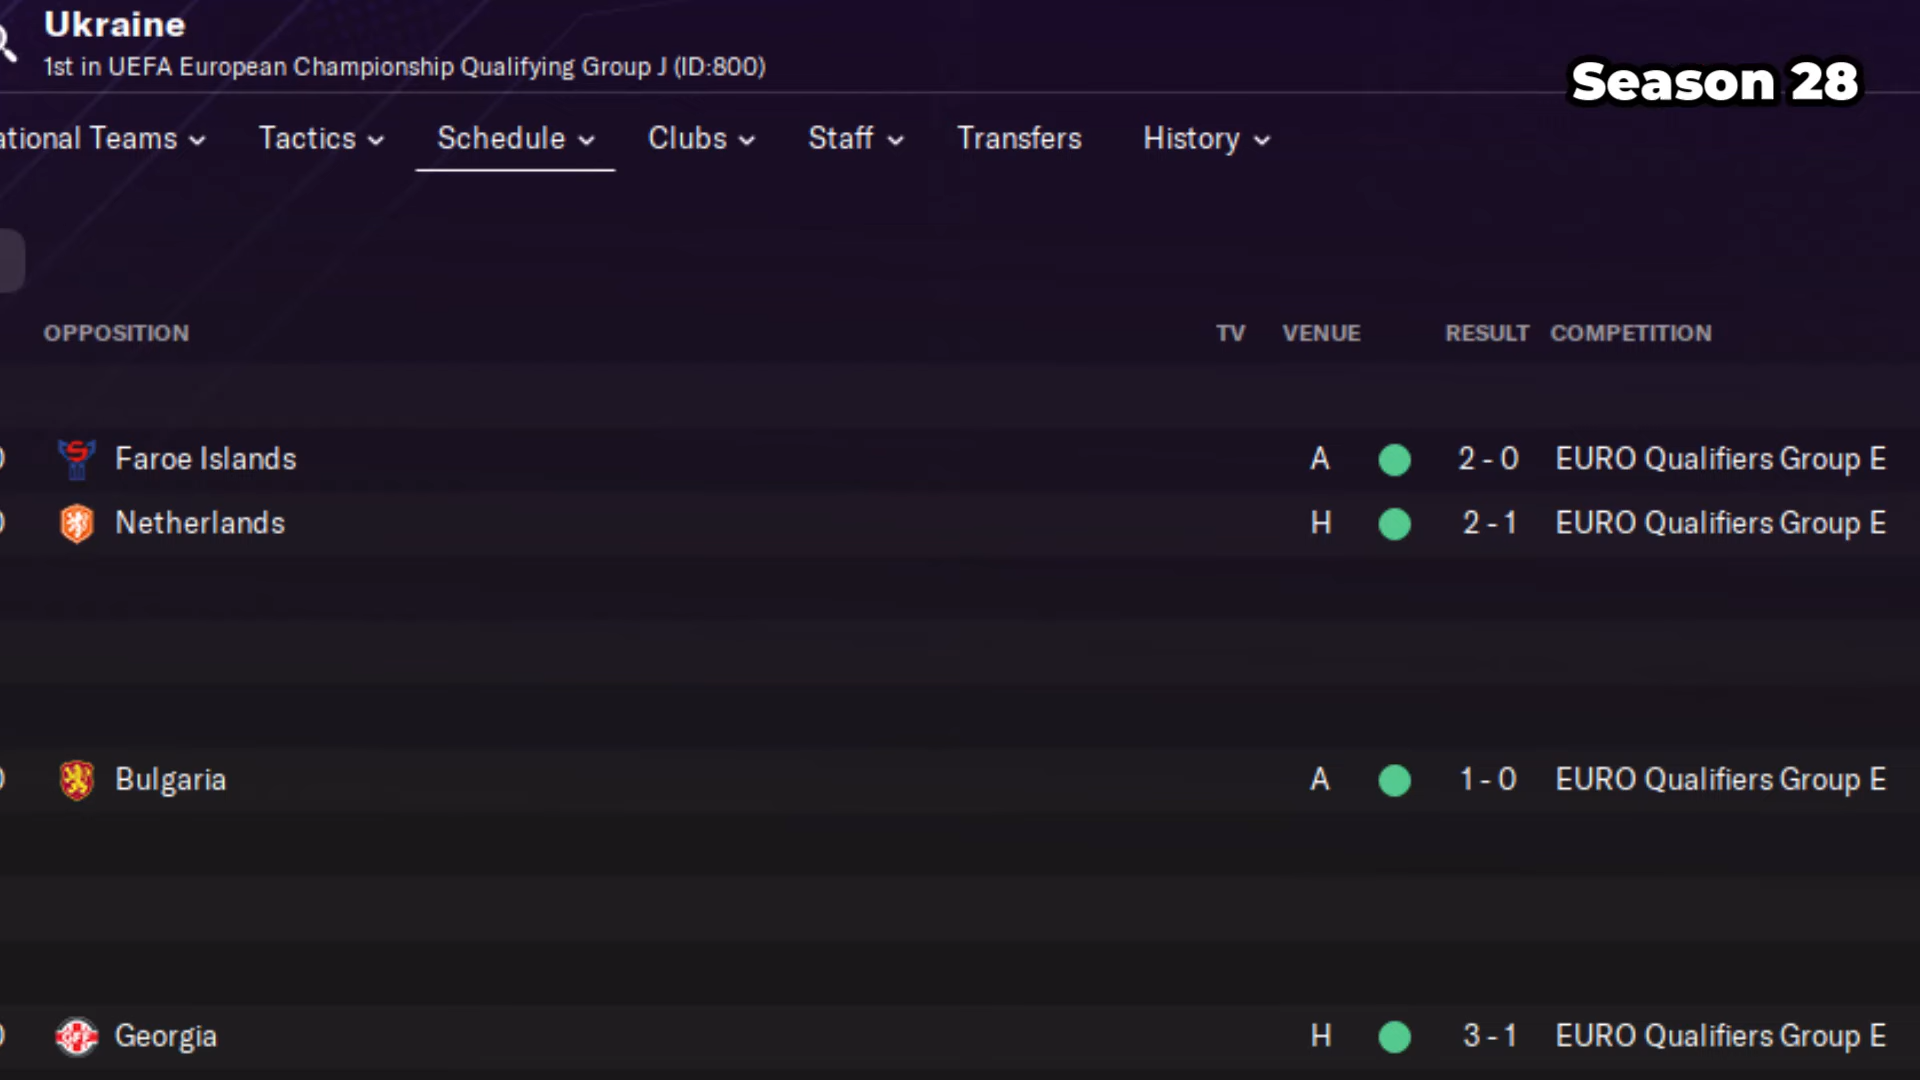 Ukraine
1st in UEFA European Championship Qualifying Group J (ID:800)
Season 28
ational Teams Tactics Schedule Clubs Staff Transfers History
OPPOSITION TV VENUE RESULT COMPETITION
Faroe Islands A 2 - 0 EURO Qualifiers Group E
Netherlands H 2 - 1 EURO Qualifiers Group E
Bulgaria A 1 - 0 EURO Qualifiers Group E
Georgia H 3 - 1 EURO Qualifiers Group E